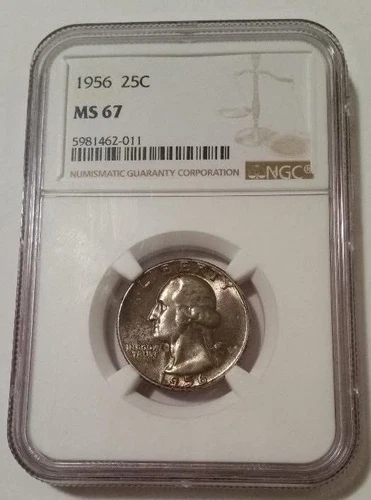 1956 25C
MS 67
5981462-011
NUMISMATIC GUARANTY CORPORATION
NGC®
LIBERTY
IN GOD WE
TRUST
1956